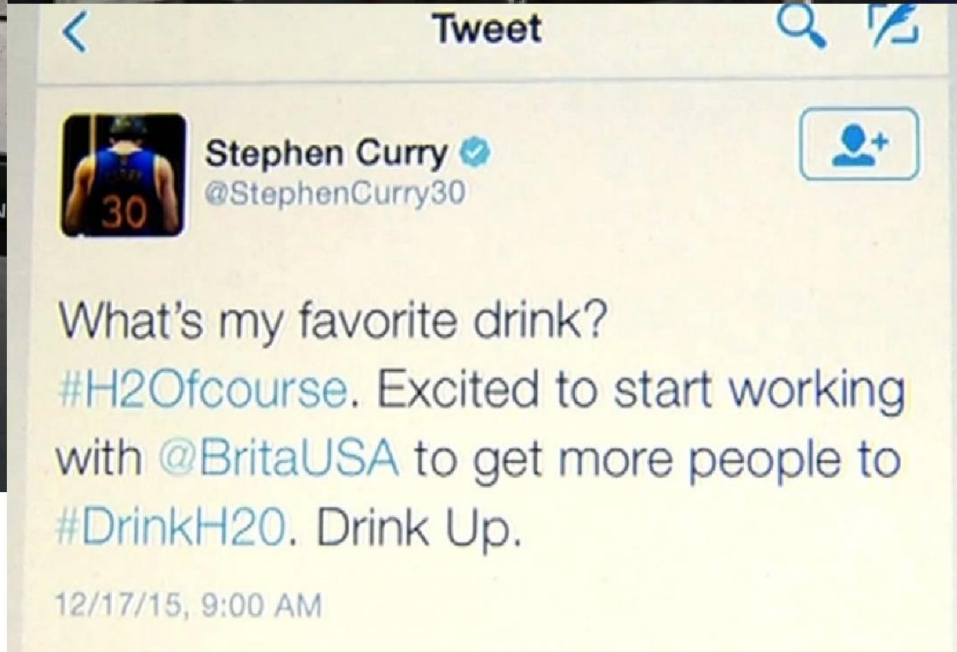 Tweet
Stephen Curry
@StephenCurry30
30
What's my favorite drink?
#H2Ofcourse. Excited to start working
with @BritaUSA to get more people to
#DrinkH20. Drink Up.
12/17/15, 9:00 AM